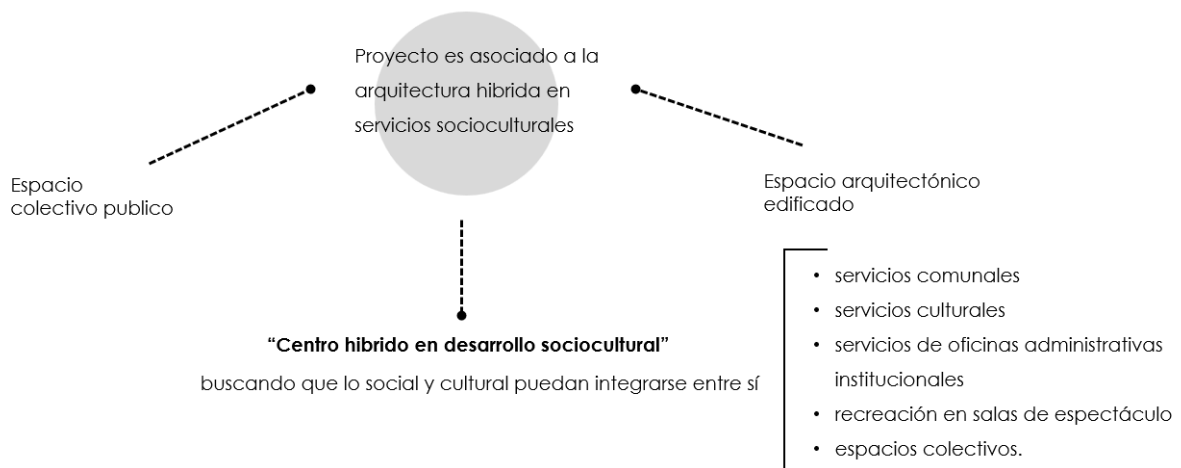 Proyecto es asociado a la
arquitectura hibrida en
servicios socioculturales
Espacio
colectivo publico
Espacio arquitectónico
edificado
“Centro hibrido en desarrollo sociocultural”
buscando que lo social y cultural puedan integrarse entre sí
• servicios comunales
• servicios culturales
• servicios de oficinas administrativas
institucionales
• recreación en salas de espectáculo
• espacios colectivos.